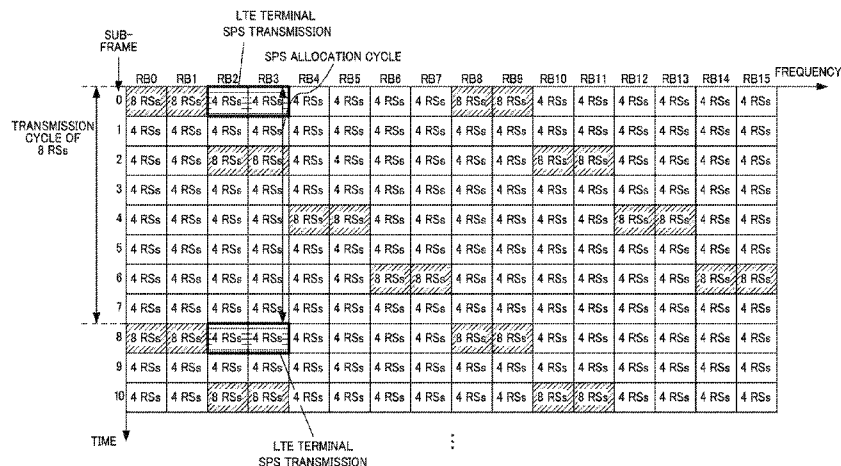 LTE TERMINAL
SPS TRANSMISSION
SUB-
FRAME
SPS ALLOCATION CYCLE
RB0 RB1 RB2 RB3 RB4 RB5 RB6 RB7 RB8 RB9 RB10 RB11 RB12 RB13 RB14 RB15
FREQUENCY
0 8 RSs 8 RSs 4 RSs 4 RSs 4 RSs 4 RSs 4 RSs 4 RSs 8 RSs 8 RSs 4 RSs 4 RSs 4 RSs 4 RSs 4 RSs 4 RSs
TRANSMISSION
CYCLE OF
8 RSs
1 4 RSs 4 RSs 4 RSs 4 RSs 4 RSs 4 RSs 4 RSs 4 RSs 4 RSs 4 RSs 4 RSs 4 RSs 4 RSs 4 RSs 4 RSs 4 RSs
2 4 RSs 4 RSs 8 RSs 8 RSs 4 RSs 4 RSs 4 RSs 4 RSs 4 RSs 4 RSs 8 RSs 8 RSs 4 RSs 4 RSs 4 RSs 4 RSs
3 4 RSs 4 RSs 4 RSs 4 RSs 4 RSs 4 RSs 4 RSs 4 RSs 4 RSs 4 RSs 4 RSs 4 RSs 4 RSs 4 RSs 4 RSs 4 RSs
4 4 RSs 4 RSs 4 RSs 4 RSs 8 RSs 8 RSs 4 RSs 4 RSs 4 RSs 4 RSs 4 RSs 4 RSs 8 RSs 8 RSs 4 RSs 4 RSs
5 4 RSs 4 RSs 4 RSs 4 RSs 4 RSs 4 RSs 4 RSs 4 RSs 4 RSs 4 RSs 4 RSs 4 RSs 4 RSs 4 RSs 4 RSs 4 RSs
6 4 RSs 4 RSs 4 RSs 4 RSs 4 RSs 4 RSs 8 RSs 8 RSs 4 RSs 4 RSs 4 RSs 4 RSs 4 RSs 4 RSs 8 RSs 8 RSs
7 4 RSs 4 RSs 4 RSs 4 RSs 4 RSs 4 RSs 4 RSs 4 RSs 4 RSs 4 RSs 4 RSs 4 RSs 4 RSs 4 RSs 4 RSs 4 RSs
8 8 RSs 8 RSs 4 RSs 4 RSs 4 RSs 4 RSs 4 RSs 4 RSs 8 RSs 8 RSs 4 RSs 4 RSs 4 RSs 4 RSs 4 RSs 4 RSs
9 4 RSs 4 RSs 4 RSs 4 RSs 4 RSs 4 RSs 4 RSs 4 RSs 4 RSs 4 RSs 4 RSs 4 RSs 4 RSs 4 RSs 4 RSs 4 RSs
10 4 RSs 4 RSs 8 RSs 8 RSs 4 RSs 4 RSs 4 RSs 4 RSs 4 RSs 4 RSs 8 RSs 8 RSs 4 RSs 4 RSs 4 RSs 4 RSs
TIME
LTE TERMINAL
SPS TRANSMISSION
⋮